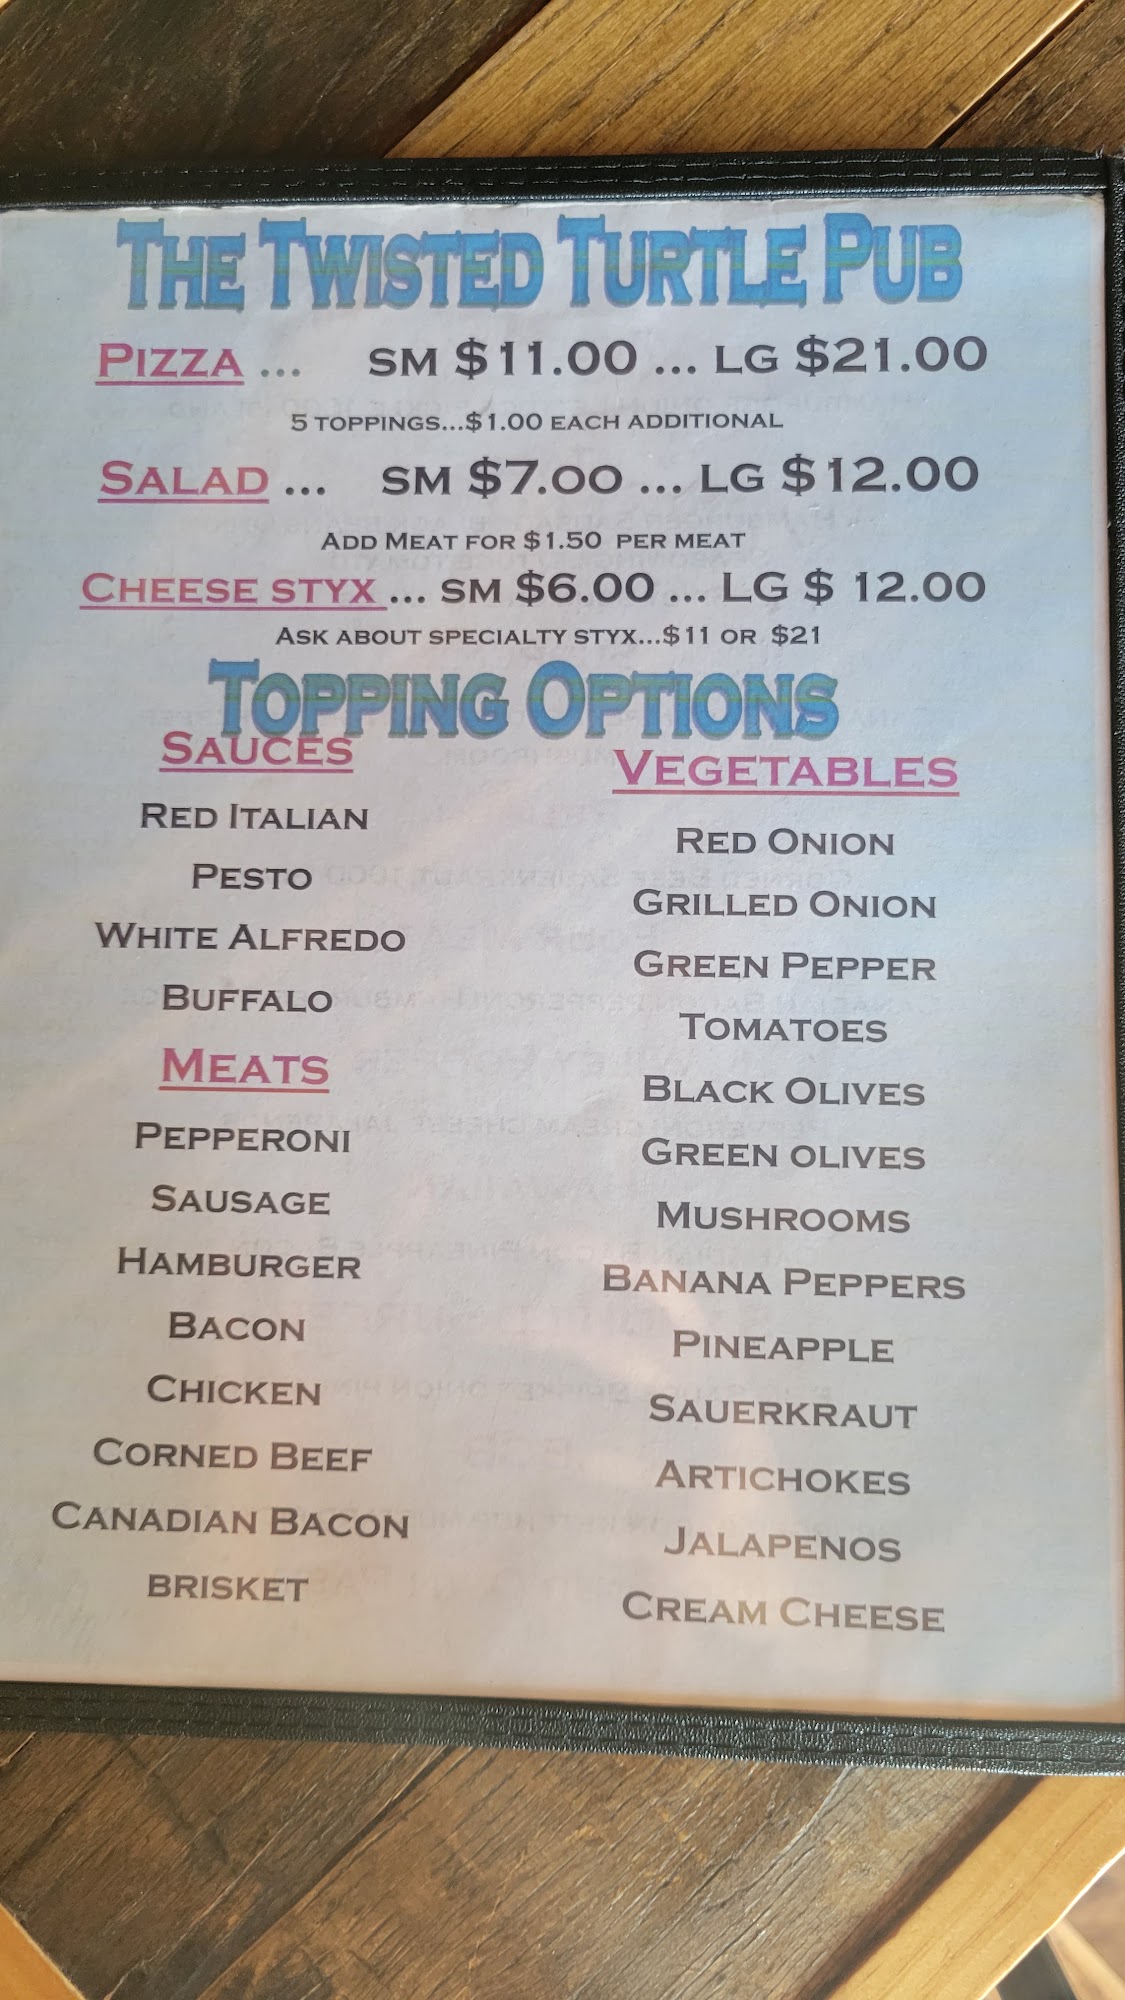 The Twisted Turtle Pub
Pizza ... SM $11.00 ... LG $21.00
5 toppings...$1.00 each additional
Salad ... SM $7.00 ... LG $12.00
Add Meat for $1.50 per meat
Cheese styx ... SM $6.00 ... LG $ 12.00
Ask about specialty styx...$11 or $21
Topping Options
Sauces
Red Italian
Pesto
White Alfredo
Buffalo
Meats
Pepperoni
Sausage
Hamburger
Bacon
Chicken
Corned Beef
Canadian Bacon
brisket
Vegetables
Red Onion
Grilled Onion
Green Pepper
Tomatoes
Black Olives
Green olives
Mushrooms
Banana Peppers
Pineapple
Sauerkraut
Artichokes
Jalapenos
Cream Cheese